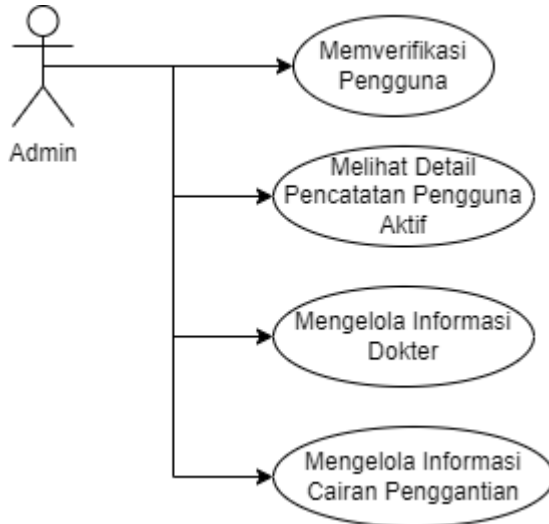 Admin
Memverifikasi
Pengguna
Melihat Detail
Pencatatan Pengguna
Aktif
Mengelola Informasi
Dokter
Mengelola Informasi
Cairan Penggantian